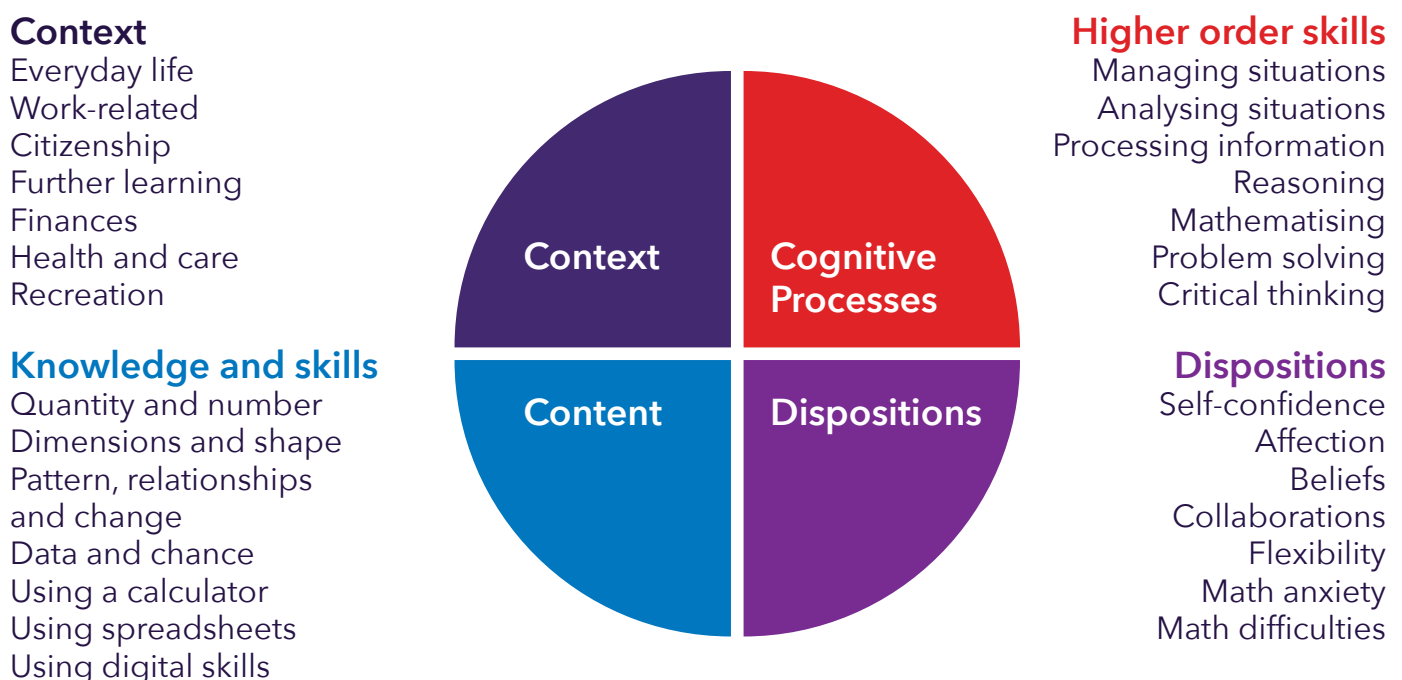 Context
Everyday life
Work-related
Citizenship
Further learning
Finances
Health and care
Recreation
Knowledge and skills
Quantity and number
Dimensions and shape
Pattern, relationships
and change
Data and chance
Using a calculator
Using spreadsheets
Using digital skills
Context
Cognitive
Processes
Content
Dispositions
Higher order skills
Managing situations
Analysing situations
Processing information
Reasoning
Mathematising
Problem solving
Critical thinking
Dispositions
Self-confidence
Affection
Beliefs
Collaborations
Flexibility
Math anxiety
Math difficulties